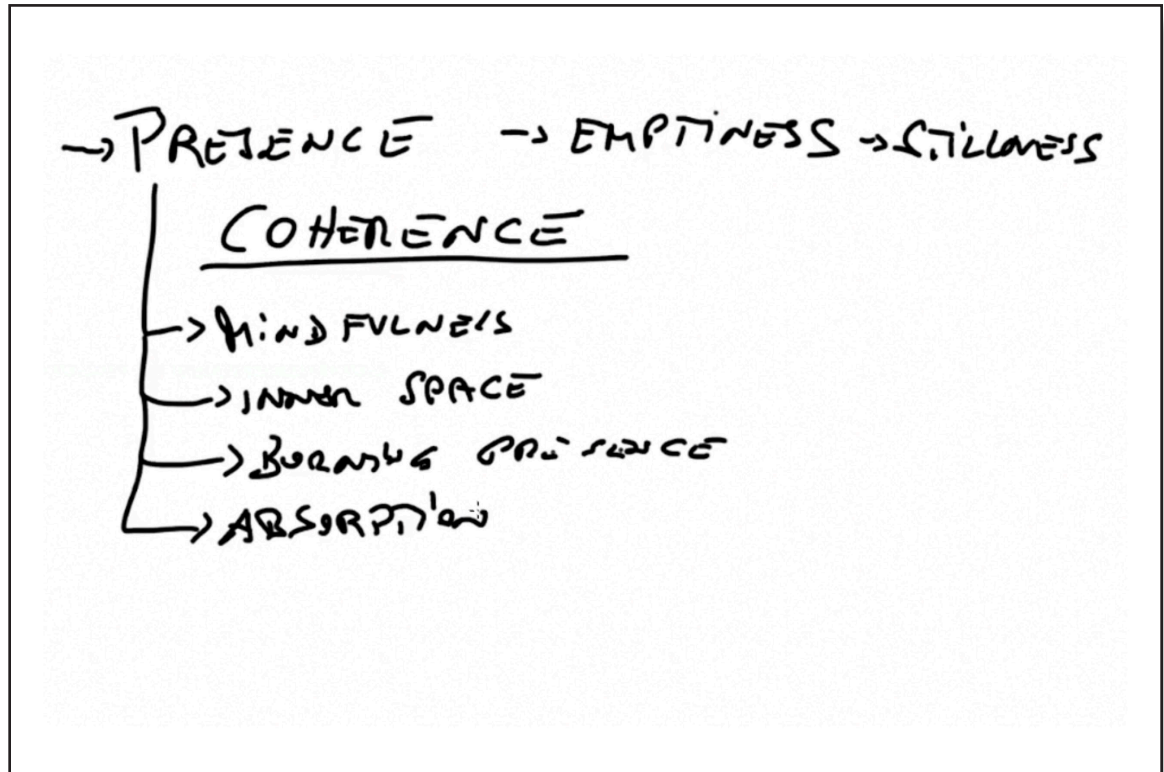 → PRESENCE → EMPTINESS → STILLNESS
COHERENCE
→ MINDFULNESS
→ INNER SPACE
→ BURNING PRESENCE
→ ABSORPTION